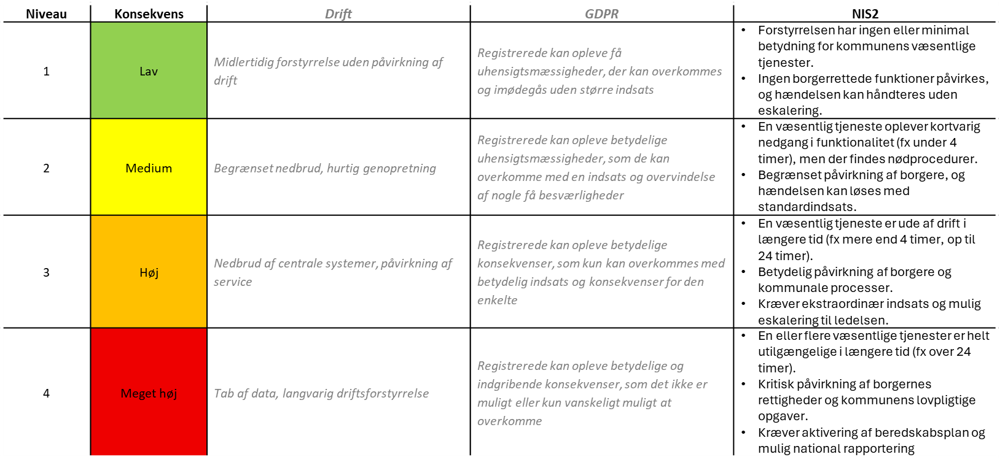 Niveau
Konsekvens
Drift
GDPR
NIS2
1
Lav
Midlertidig forstyrrelse uden påvirkning af
drift
Registrerede kan opleve få
uhensigtsmæssigheder, der kan overkommes
og imødegås uden større indsats
• Forstyrrelsen har ingen eller minimal
betydning for kommunens væsentlige
tjenester.
• Ingen borgerrettede funktioner påvirkes,
og hændelsen kan håndteres uden
eskalering.
2
Medium
Begrænset nedbrud, hurtig genopretning
Registrerede kan opleve betydelige
uhensigtsmæssigheder, som de kan
overkomme med en indsats og overvindelse
af nogle få besværligheder
• En væsentlig tjeneste oplever kortvarig
nedgang i funktionalitet (fx under 4
timer), men der findes nødprocedurer.
• Begrænset påvirkning af borgere, og
hændelsen kan løses med
standardindsats.
3
Høj
Nedbrud af centrale systemer, påvirkning af
service
Registrerede kan opleve betydelige
konsekvenser, som kun kan overkommes med
betydelig indsats og konsekvenser for den
enkelte
• En væsentlig tjeneste er ude af drift i
længere tid (fx mere end 4 timer, op til
24 timer).
• Betydelig påvirkning af borgere og
kommunale processer.
• Kræver ekstraordinær indsats og mulig
eskalering til ledelsen.
4
Meget høj
Tab af data, langvarig driftsforstyrrelse
Registrerede kan opleve betydelige og
indgribende konsekvenser, som det ikke er
muligt eller kun vanskeligt muligt at
overkomme
• En eller flere væsentlige tjenester er helt
utilgængelige i længere tid (fx over 24
timer).
• Kritisk påvirkning af borgernes
rettigheder og kommunens lovpligtige
opgaver.
• Kræver aktivering af beredskabsplan og
mulig national rapportering